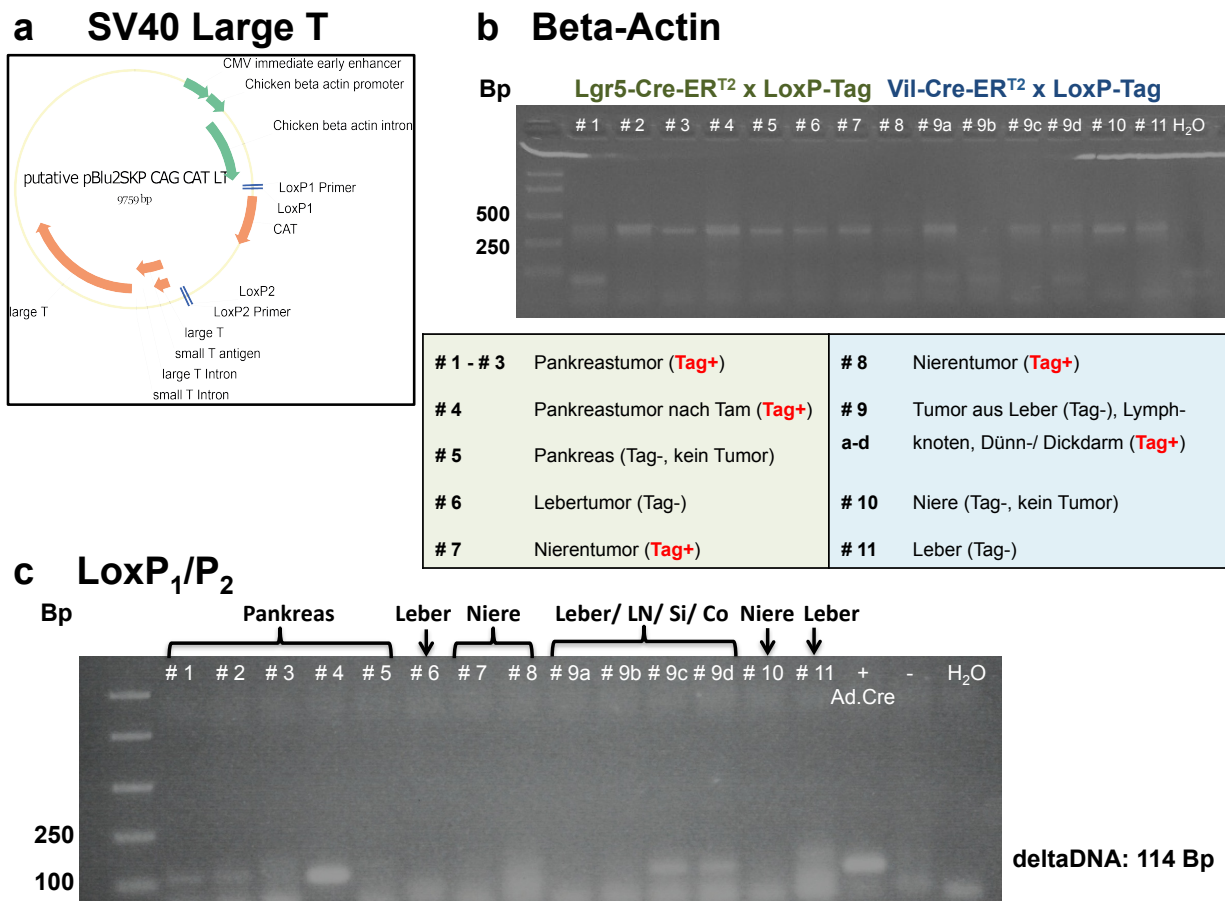 a SV40 Large T
CMV immediate early enhancer
Chicken beta actin promoter
Chicken beta actin intron
putative pBlu2SKP CAG CAT LT
9759 bp
LoxP1 Primer
LoxP1
CAT
LoxP2
LoxP2 Primer
large T
large T
small T antigen
large T Intron
small T Intron
b Beta-Actin
Bp Lgr5-Cre-ERT2 x LoxP-Tag Vil-Cre-ERT2 x LoxP-Tag
# 1 # 2 # 3 # 4 # 5 # 6 # 7 # 8 # 9a # 9b # 9c # 9d # 10 # 11 H2O
500
250
# 1 - # 3 Pankreastumor (Tag+)
# 4 Pankreastumor nach Tam (Tag+)
# 5 Pankreas (Tag-, kein Tumor)
# 6 Lebertumor (Tag-)
# 7 Nierentumor (Tag+)
# 8 Nierentumor (Tag+)
# 9 Tumor aus Leber (Tag-), Lymph-
a-d knoten, Dünn-/ Dickdarm (Tag+)
# 10 Niere (Tag-, kein Tumor)
# 11 Leber (Tag-)
c LoxP1/P2
Bp Pankreas Leber Niere Leber/ LN/ Si/ Co Niere Leber
# 1 # 2 # 3 # 4 # 5 # 6 # 7 # 8 # 9a # 9b # 9c # 9d # 10 # 11 + - H2O
Ad.Cre
250
100
deltaDNA: 114 Bp